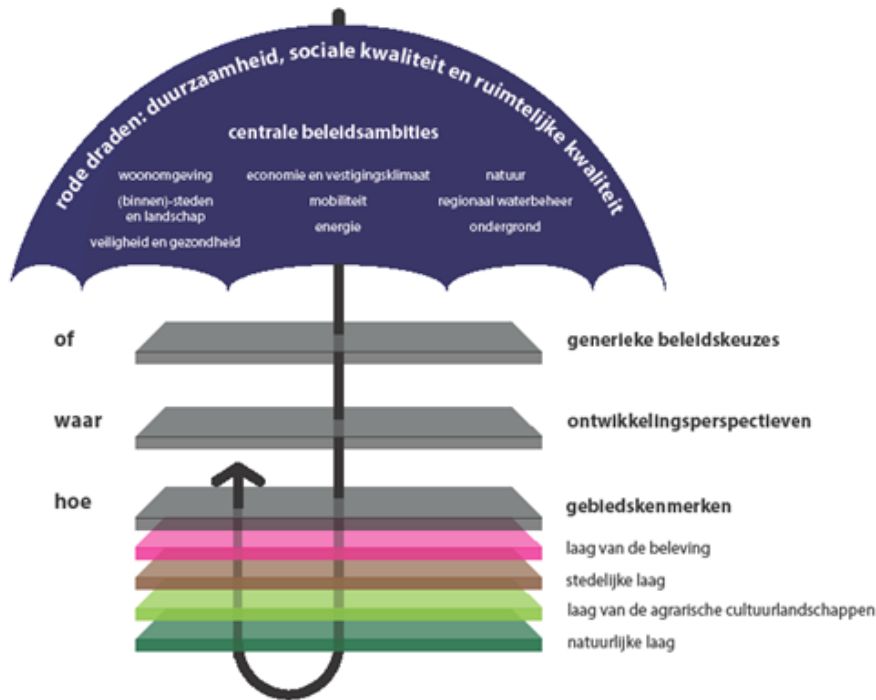 rode draden: duurzaamheid, sociale kwaliteit en ruimtelijke kwaliteit
centrale beleidsambities
woonomgeving
(binnen)-steden
en landschap
veiligheid en gezondheid
economie en vestigingsklimaat
mobiliteit
energie
natuur
regionaal waterbeheer
ondergrond
of
generieke beleidskeuzes
waar
ontwikkelingsperspectieven
hoe
gebiedskenmerken
laag van de beleving
stedelijke laag
laag van de agrarische cultuurlandschappen
natuurlijke laag